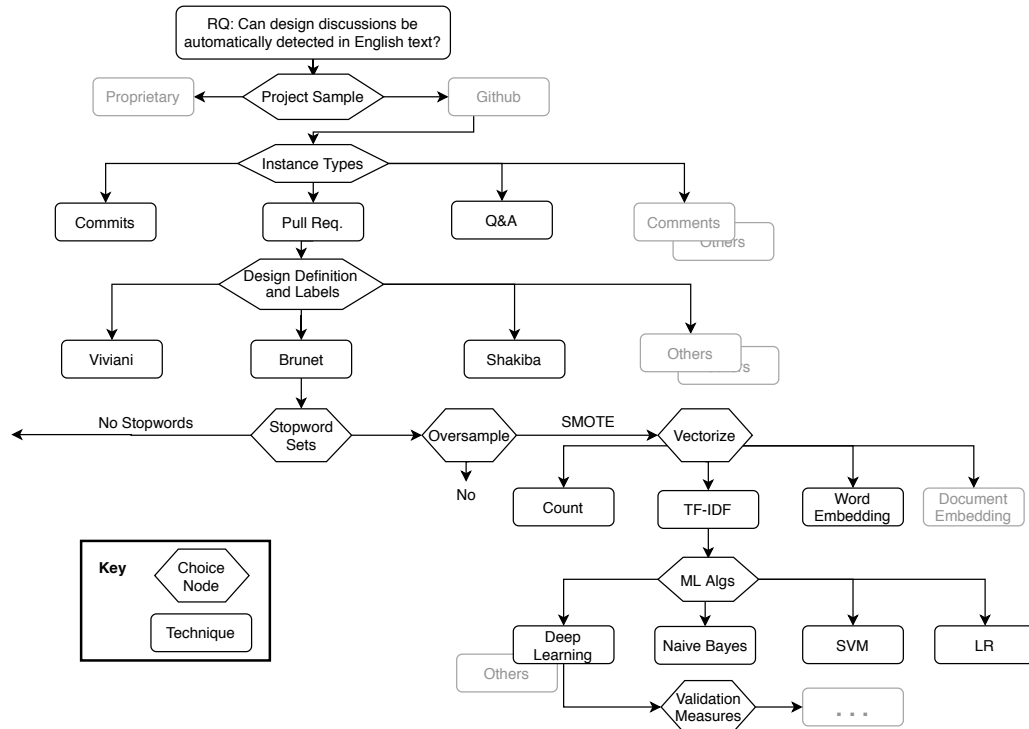 RQ: Can design discussions be
automatically detected in English text?
Proprietary
Project Sample
Github
Instance Types
Commits
Pull Req.
Q&A
Comments
Others
Design Definition
and Labels
Viviani
Brunet
Shakiba
Others
No Stopwords
Stopword
Sets
Oversample
SMOTE
Vectorize
No
Count
TF-IDF
Word
Embedding
Document
Embedding
Key
Choice
Node
Technique
ML Algs
Deep
Learning
Naive Bayes
SVM
LR
Others
Validation
Measures
. . .